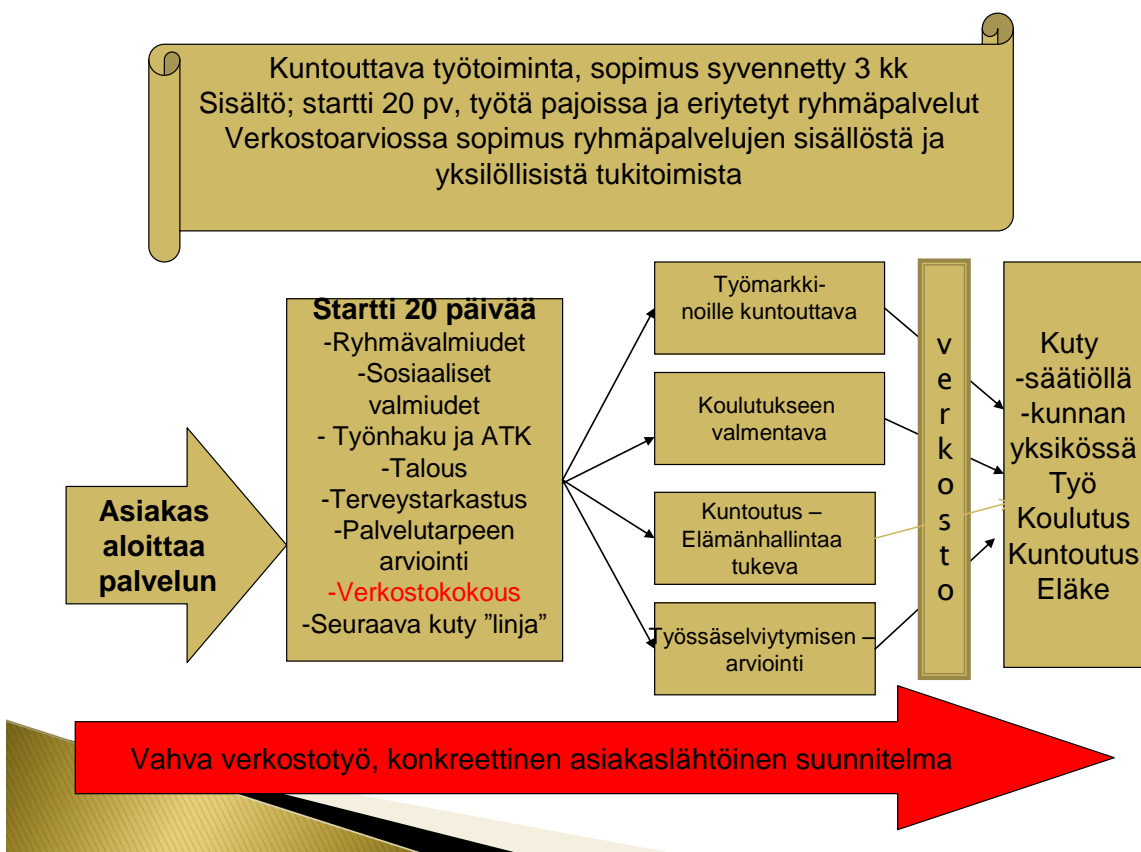 Kuntouttava työtoiminta, sopimus syvennetty 3 kk
Sisältö; startti 20 pv, työtä pajoissa ja eriytetyt ryhmäpalvelut
Verkostoarviossa sopimus ryhmäpalvelujen sisällöstä ja
yksilöllisistä tukitoimista
Asiakas
aloittaa
palvelun
Startti 20 päivää
-Ryhmävalmiudet
-Sosiaaliset
valmiudet
- Työnhaku ja ATK
-Talous
-Terveystarkastus
-Palvelutarpeen
arviointi
-Verkostokokous
-Seuraava kuty ”linja”
Työmarkki-
noille kuntouttava
Koulutukseen
valmentava
Kuntoutus –
Elämänhallintaa
tukeva
Työssäselviytymisen –
arviointi
verkosto
Kuty
-säätiöllä
-kunnan
yksikössä
Työ
Koulutus
Kuntoutus
Eläke
Vahva verkostotyö, konkreettinen asiakaslähtöinen suunnitelma